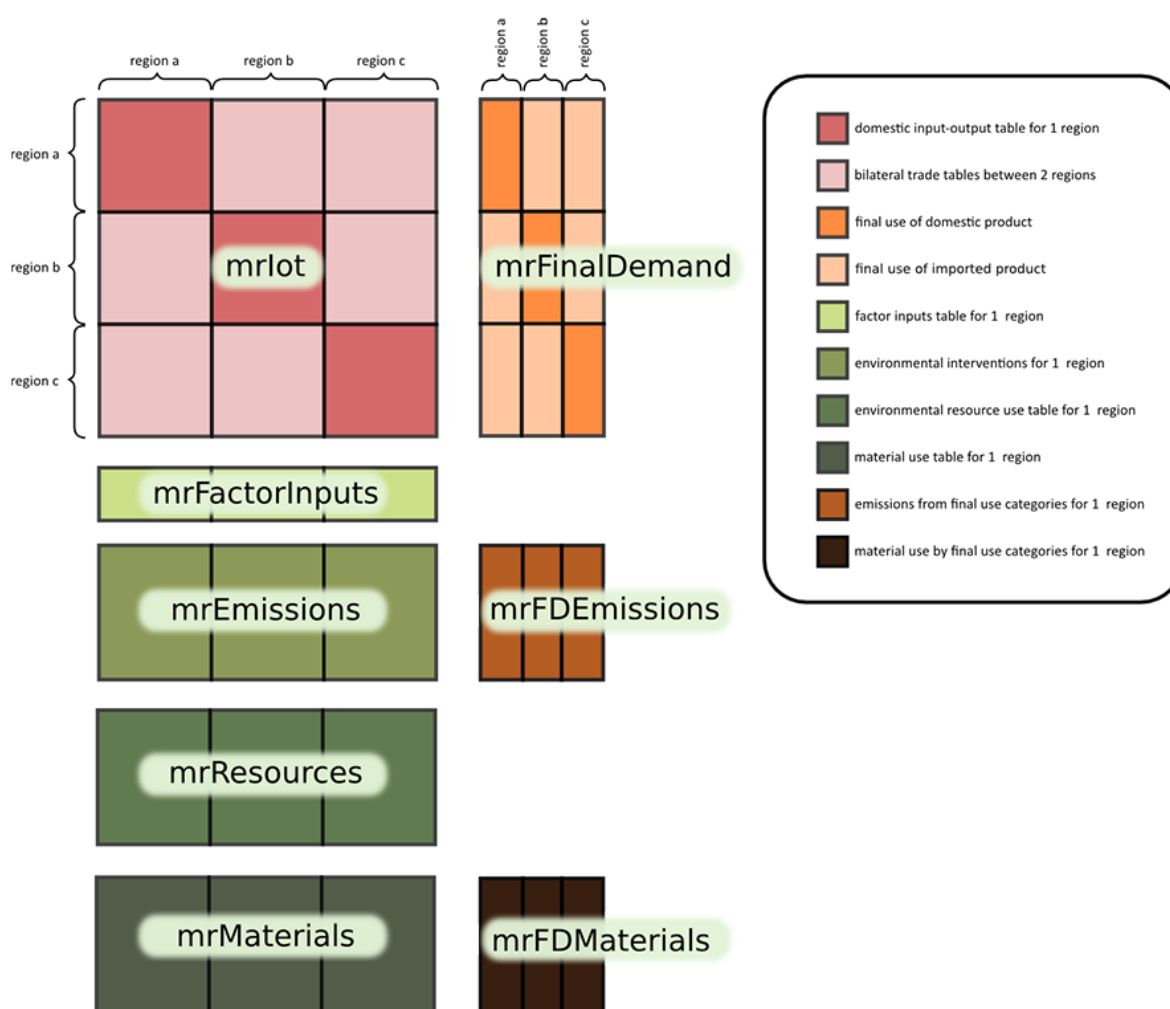 region a
region b
region c
region a
region b
region c
region a
region b
region c
mrIot
mrFinalDemand
mrFactorInputs
mrEmissions
mrFDEmissions
mrResources
mrMaterials
mrFDMaterials
domestic input-output table for 1 region
bilateral trade tables between 2 regions
final use of domestic product
final use of imported product
factor inputs table for 1 region
environmental interventions for 1 region
environmental resource use table for 1 region
material use table for 1 region
emissions from final use categories for 1 region
material use by final use categories for 1 region